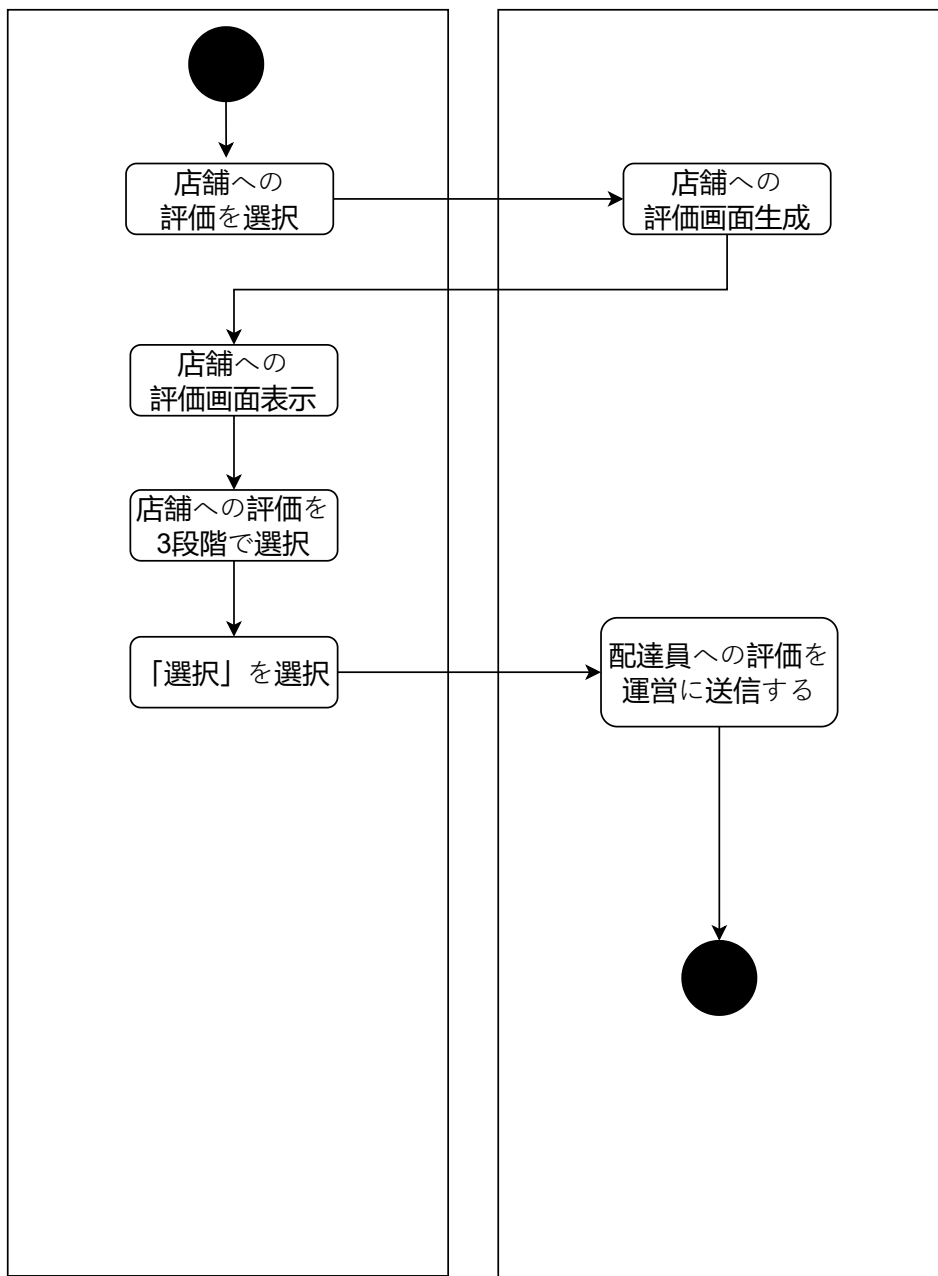 店舗への
評価を選択
店舗への
評価画面生成
店舗への
評価画面表示
店舗への評価を
3段階で選択
「選択」を選択
配達員への評価を
運営に送信する